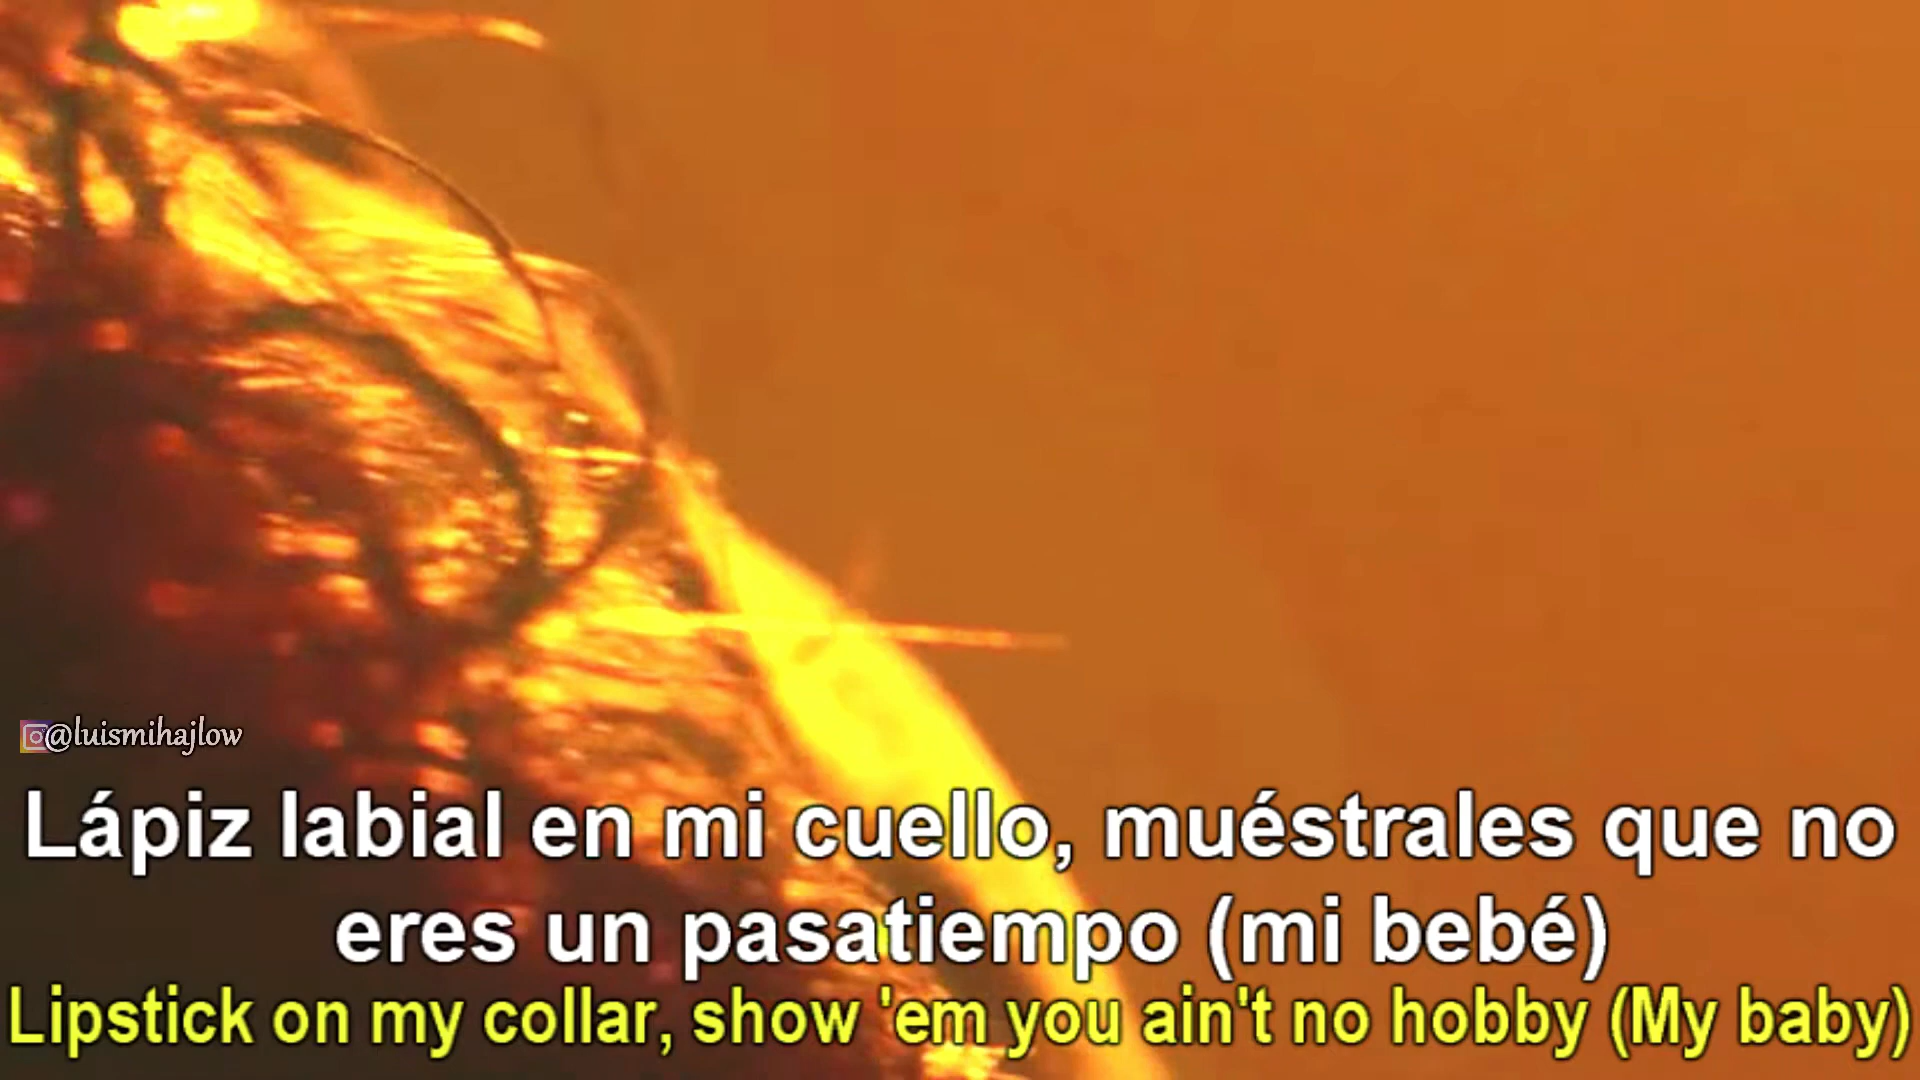 @luismihajlow
Lápiz labial en mi cuello, muéstrales que no
eres un pasatiempo (mi bebé)
Lipstick on my collar, show 'em you ain't no hobby (My baby)